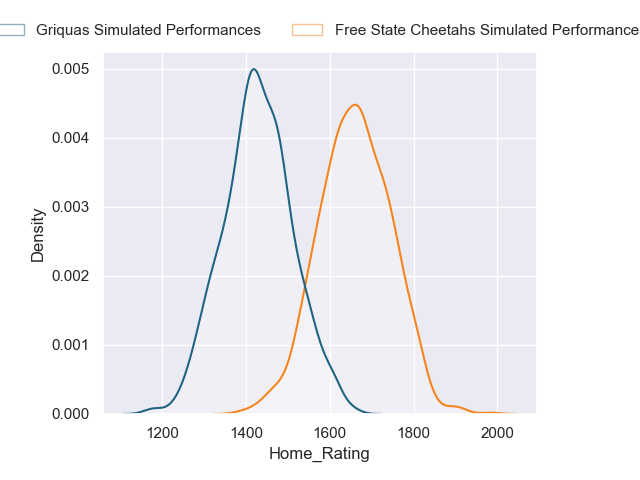 Griquas Simulated Performances Free State Cheetahs Simulated Performance
0.005
0.004
0.003
0.002
0.001
0.000
Density
1200 1400 1600 1800 2000
Home_Rating